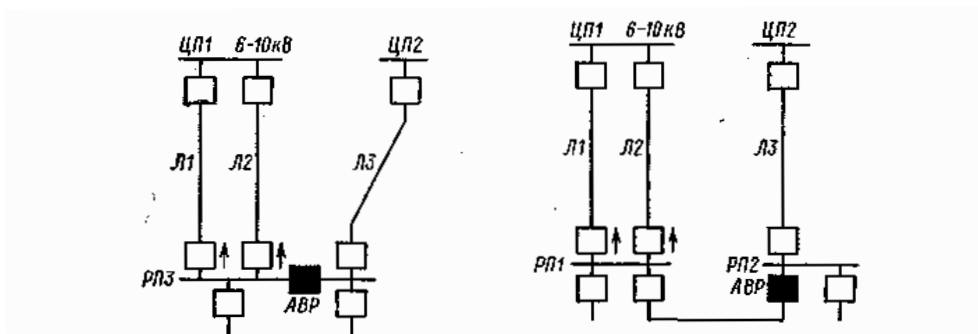 ЦП1 6-10кВ ЦП2
Л1 Л2 Л3
РП3
АВР
ЦП1 6-10кВ ЦП2
Л1 Л2 Л3
РП1 РП2
АВР